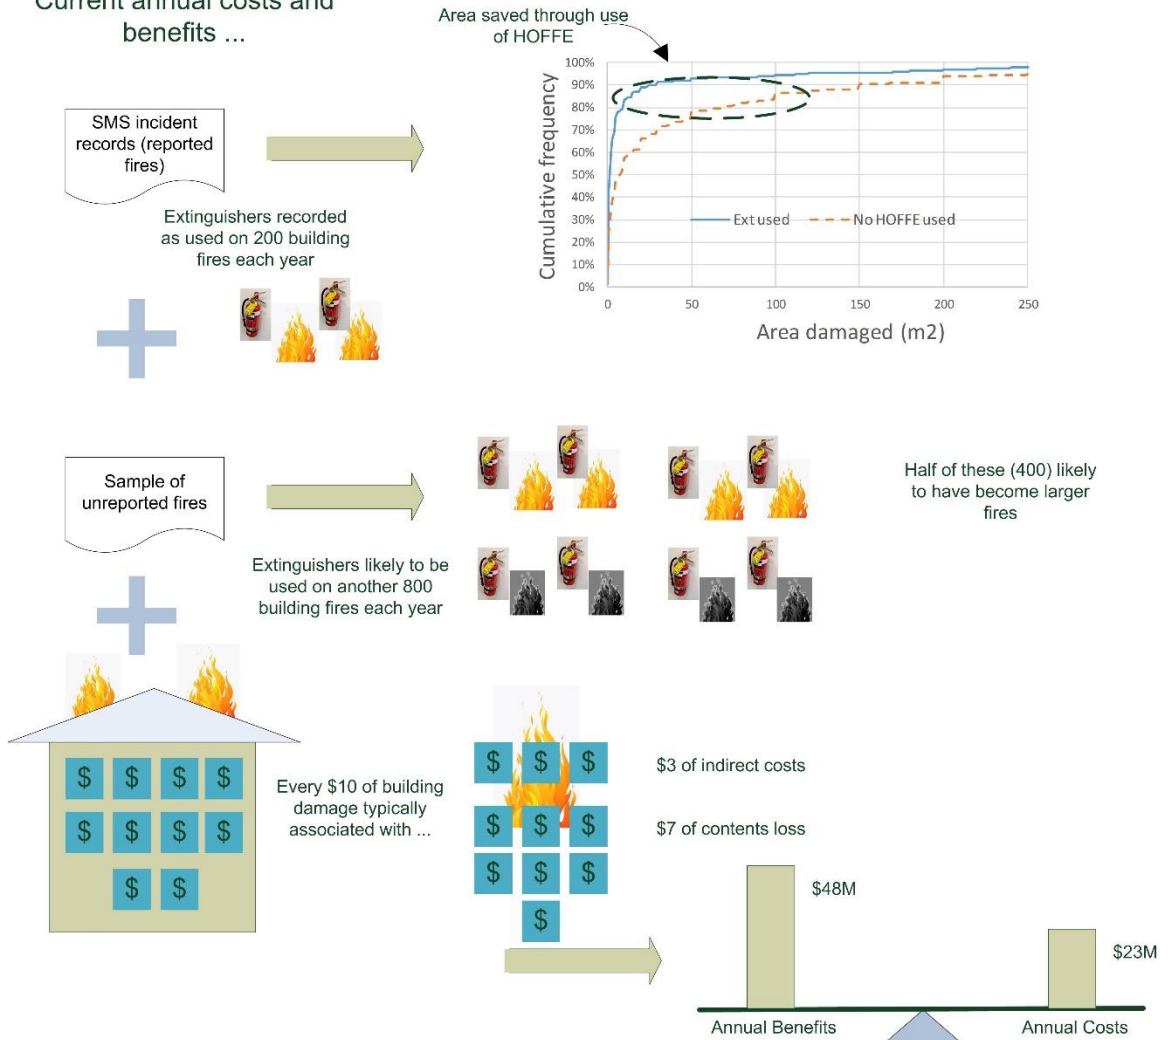 Current annual costs and
benefits ...
Area saved through use
of HOFFE
SMS incident
records (reported
fires)
Extinguishers recorded
as used on 200 building
fires each year
Cumulative frequency
100%
90%
80%
70%
60%
50%
40%
30%
20%
10%
0%
Ext used
No HOFFE used
0 50 100 150 200 250
Area damaged (m2)
Sample of
unreported fires
Extinguishers likely to be
used on another 800
building fires each year
Half of these (400) likely
to have become larger
fires
$ $ $ $
$ $ $ $
$ $
Every $10 of building
damage typically
associated with ...
$ $ $
$3 of indirect costs
$ $ $
$7 of contents loss
$ $ $
$
$48M
$23M
Annual Benefits
Annual Costs